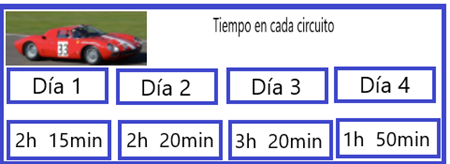 Tiempo en cada circuito
33
Día 1 Día 2 Día 3 Día 4
2h 15min 2h 20min 3h 20min 1h 50min